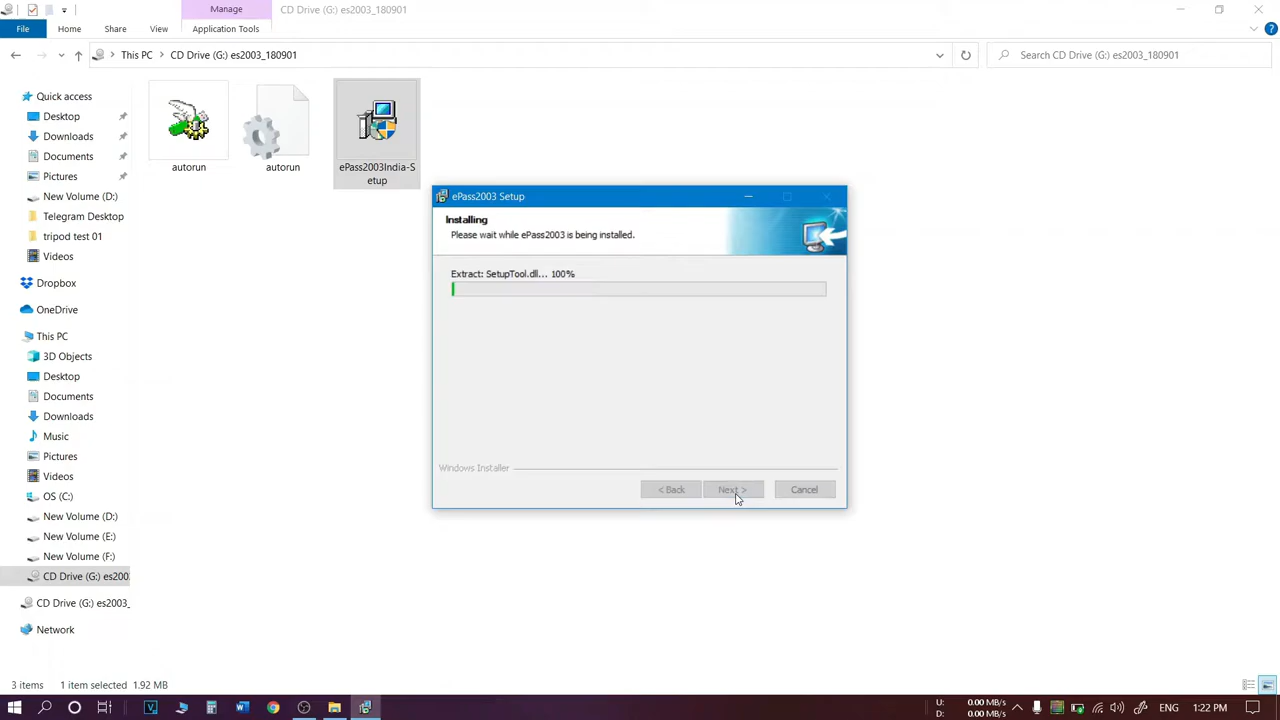 Manage
CD Drive (G:) es2003_180901
File
Home
Share
View
Application Tools
This PC
CD Drive (G:) es2003_180901
Search CD Drive (G:) es2003_180901
Quick access
Desktop
Downloads
Documents
Pictures
New Volume (D:)
Telegram Desktop
tripod test 01
Videos
Dropbox
OneDrive
This PC
3D Objects
Desktop
Documents
Downloads
Music
Pictures
Videos
OS (C:)
New Volume (D:)
New Volume (E:)
New Volume (F:)
CD Drive (G:) es200
CD Drive (G:) es2003_
Network
autorun
autorun
ePass2003India-S
etup
ePass2003 Setup
Installing
Please wait while ePass2003 is being installed.
Extract: SetupTool.dll... 100%
Windows Installer
< Back
Next >
Cancel
3 items
1 item selected 1.92 MB
W
U: 0.00 MB/s
D: 0.00 MB/s
ENG
1:22 PM